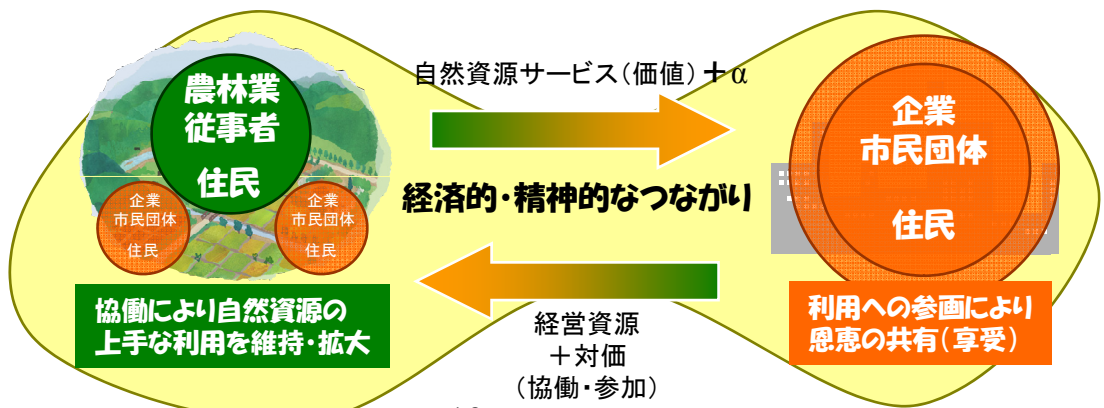 農林業
従事者
住民
企業
市民団体
住民
企業
市民団体
住民
協働により自然資源の
上手な利用を維持・拡大
自然資源サービス(価値)+α
経済的・精神的なつながり
経営資源
+対価
(協働・参加)
企業
市民団体
住民
利用への参画により
恩恵の共有(享受)